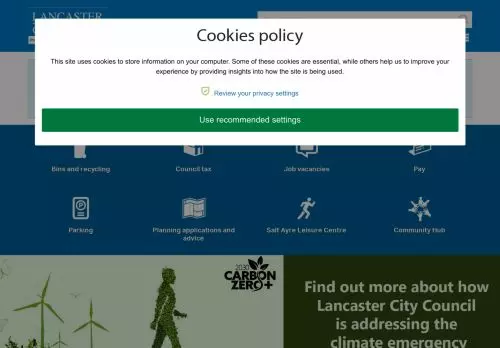 LANCASTER
Cookies policy
This site uses cookies to store information on your computer. Some of these cookies are essential, while others help us to improve your
experience by providing insights into how the site is being used.
Review your privacy settings
Use recommended settings
Bins and recycling
Council tax
Job vacancies
Pay
Parking
Planning applications and
advice
Salt Ayre Leisure Centre
Community Hub
2030
CARBON
ZERO+
Find out more about how
Lancaster City Council
is addressing the
climate emergency